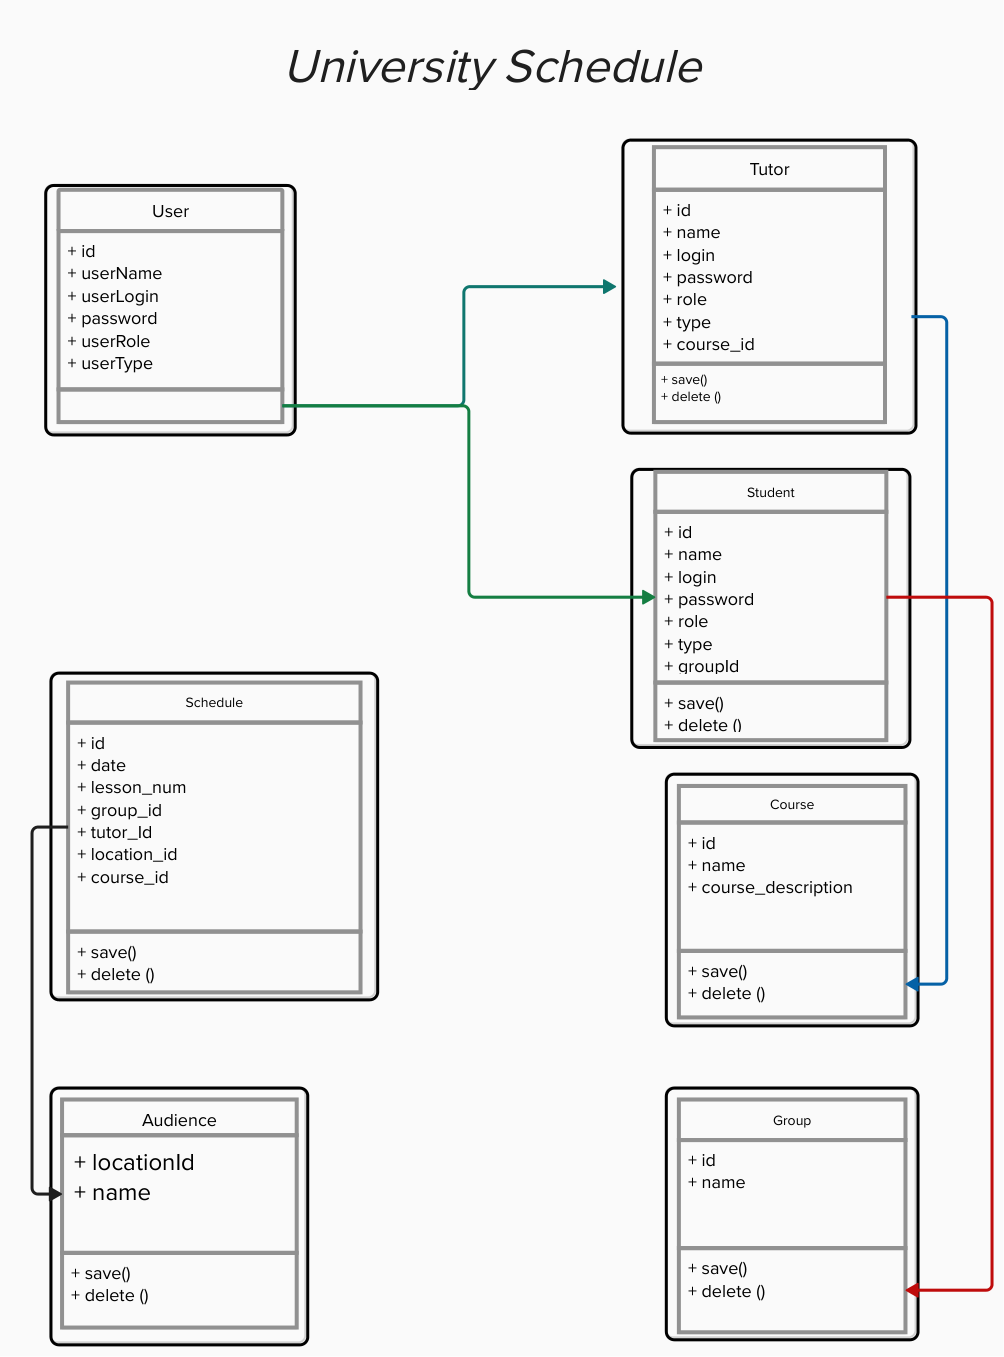 University Schedule
User
+ id
+ userName
+ userLogin
+ password
+ userRole
+ userType
Tutor
+ id
+ name
+ login
+ password
+ role
+ type
+ course_id
+ save()
+ delete ()
Student
+ id
+ name
+ login
+ password
+ role
+ type
+ groupId
+ save()
+ delete ()
Schedule
+ id
+ date
+ lesson_num
+ group_id
+ tutor_Id
+ location_id
+ course_id
+ save()
+ delete ()
Course
+ id
+ name
+ course_description
+ save()
+ delete ()
Audience
+ locationId
+ name
+ save()
+ delete ()
Group
+ id
+ name
+ save()
+ delete ()